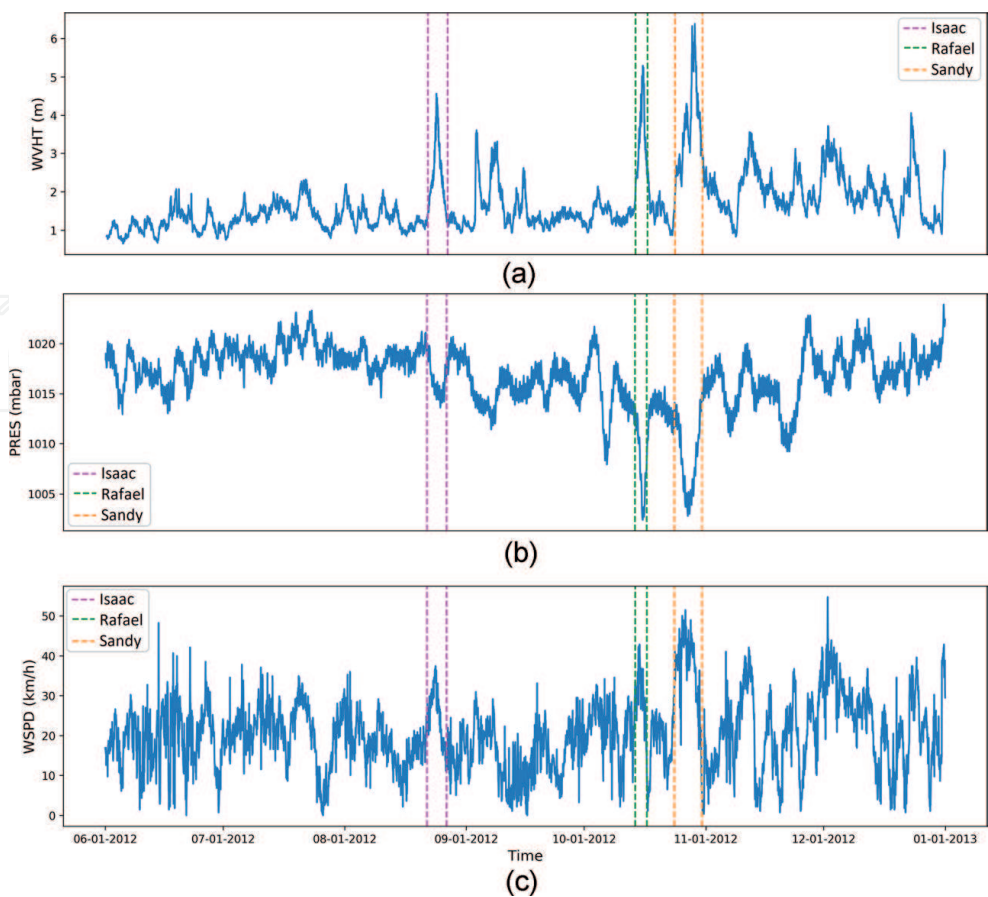 6
5
4
3
2
1
WVHT (m)
Isaac
Rafael
Sandy
(a)
1020
1015
1010
1005
PRES (mbar)
Isaac
Rafael
Sandy
(b)
50
40
30
20
10
0
WSPD (km/h)
Isaac
Rafael
Sandy
06-01-2012 07-01-2012 08-01-2012 09-01-2012 10-01-2012 11-01-2012 12-01-2012 01-01-2013
Time
(c)